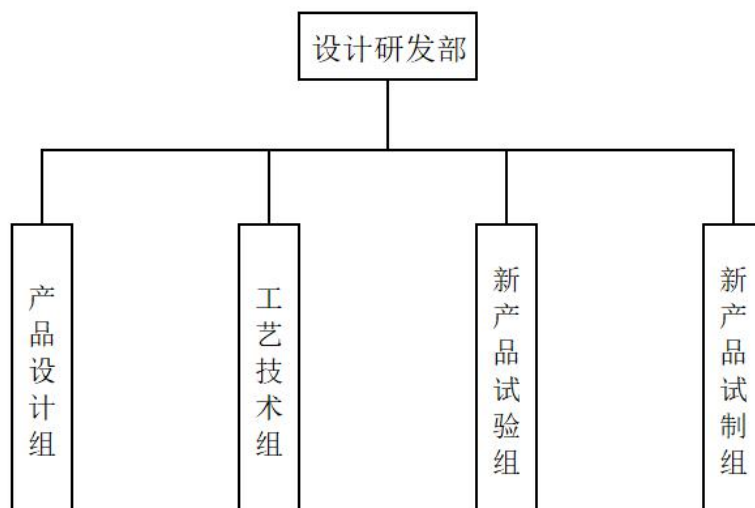 设计研发部
产品设计组
工艺技术组
新产品试验组
新产品试制组